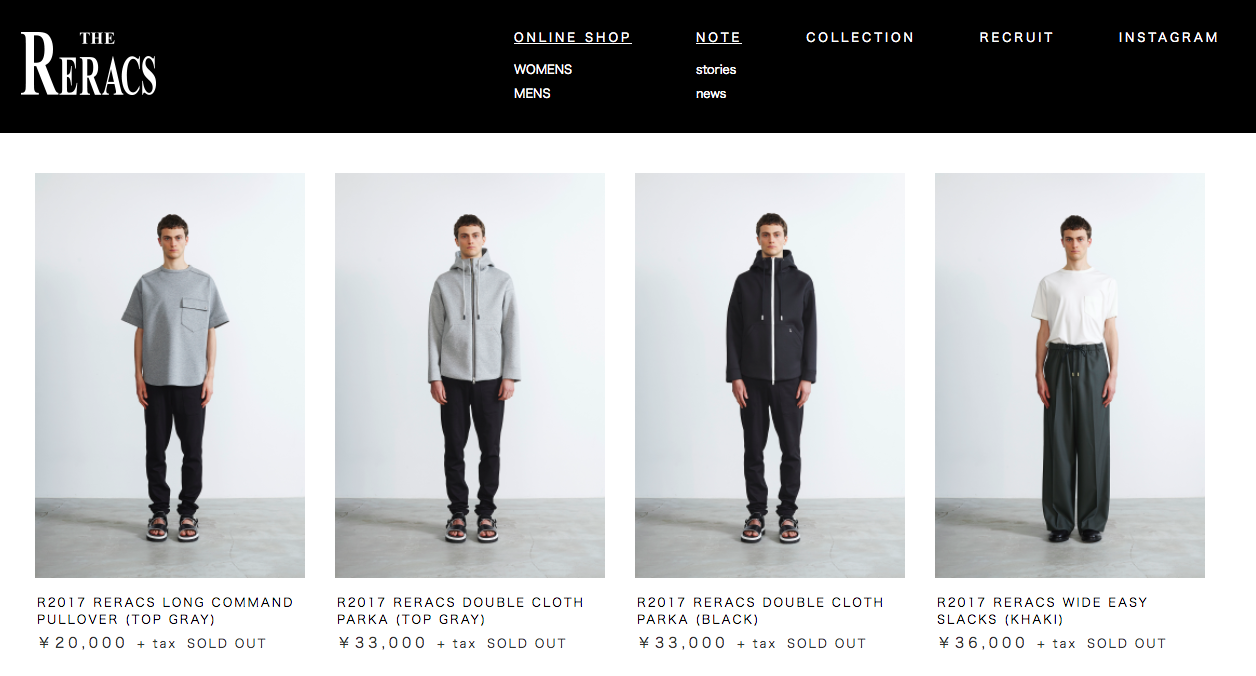 THE
RERACS
ONLINE SHOP
WOMENS
MENS
NOTE
stories
news
COLLECTION
RECRUIT
INSTAGRAM
R2017 RERACS LONG COMMAND
PULLOVER (TOP GRAY)
¥20,000 + tax SOLD OUT
R2017 RERACS DOUBLE CLOTH
PARKA (TOP GRAY)
¥33,000 + tax SOLD OUT
R2017 RERACS DOUBLE CLOTH
PARKA (BLACK)
¥33,000 + tax SOLD OUT
R2017 RERACS WIDE EASY
SLACKS (KHAKI)
¥36,000 + tax SOLD OUT